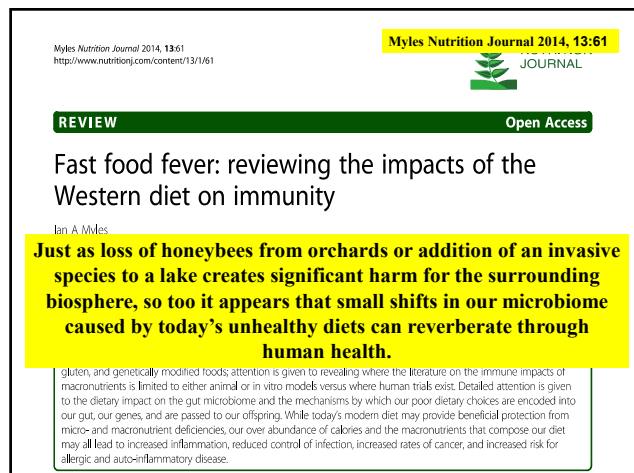 Myles Nutrition Journal 2014, 13:61
http://www.nutritionj.com/content/13/1/61
Myles Nutrition Journal 2014, 13:61
JOURNAL
REVIEW Open Access
Fast food fever: reviewing the impacts of the
Western diet on immunity
Ian A Myles
Just as loss of honeybees from orchards or addition of an invasive
species to a lake creates significant harm for the surrounding
biosphere, so too it appears that small shifts in our microbiome
caused by today's unhealthy diets can reverberate through
human health.
gluten, and genetically modified foods; attention is given to revealing where the literature on the immune impacts of
macronutrients is limited to either animal or in vitro models versus where human trials exist. Detailed attention is given
to the dietary impact on the gut microbiome and the mechanisms by which our poor dietary choices are encoded into
our gut, our genes, and are passed to our offspring. While today's modern diet may provide beneficial protection from
micro- and macronutrient deficiencies, our over abundance of calories and the macronutrients that compose our diet
may all lead to increased inflammation, reduced control of infection, increased rates of cancer, and increased risk for
allergic and auto-inflammatory disease.